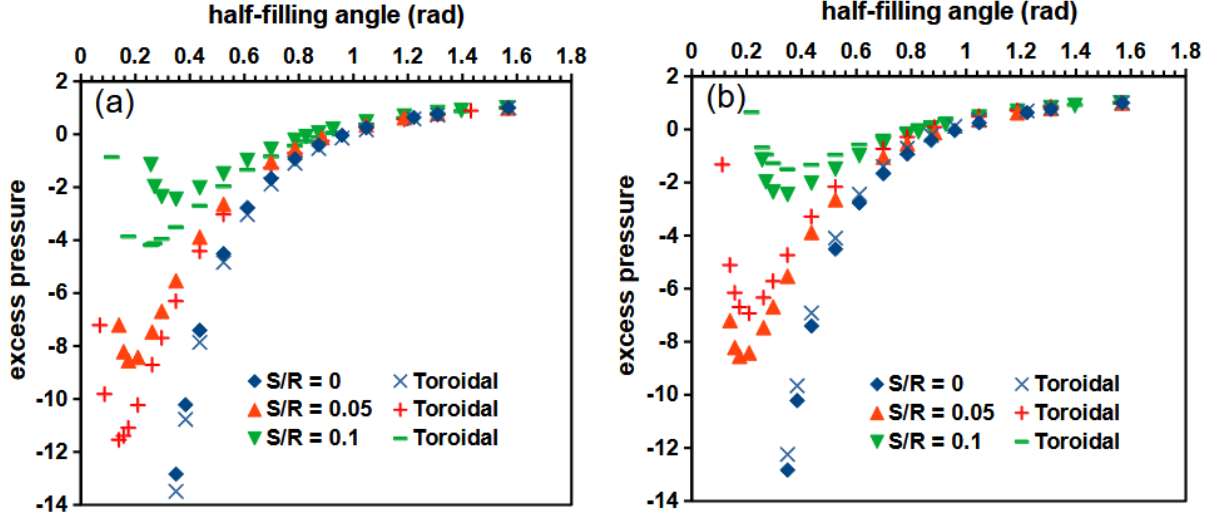 half-filling angle (rad)
0 0.2 0.4 0.6 0.8 1 1.2 1.4 1.6 1.8
2
0
-2
-4
-6
-8
-10
-12
-14
excess pressure
(a)
S/R = 0 Toroidal
S/R = 0.05 Toroidal
S/R = 0.1 Toroidal
half-filling angle (rad)
0 0.2 0.4 0.6 0.8 1 1.2 1.4 1.6 1.8
2
0
-2
-4
-6
-8
-10
-12
-14
excess pressure
(b)
S/R = 0 Toroidal
S/R = 0.05 Toroidal
S/R = 0.1 Toroidal